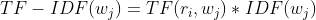 TF − IDF(w_j) = TF(r_i, w_j) * IDF(w_j)